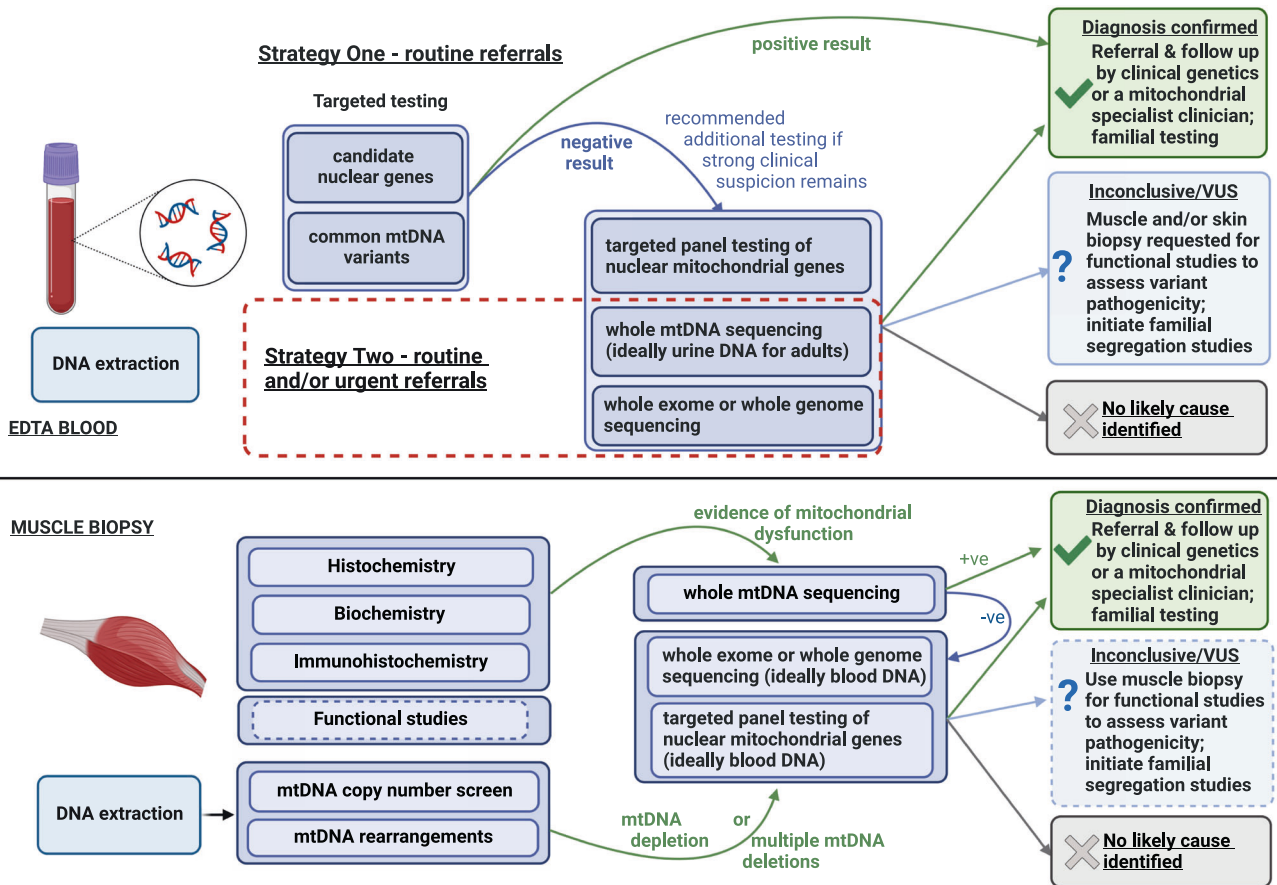 Strategy One - routine referrals
Targeted testing
candidate
nuclear genes
common mtDNA
variants
positive result
negative
result
recommended
additional testing if
strong clinical
suspicion remains
targeted panel testing of
nuclear mitochondrial genes
whole mtDNA sequencing
(ideally urine DNA for adults)
whole exome or whole genome
sequencing
Strategy Two - routine
and/or urgent referrals
DNA extraction
EDTA BLOOD
Diagnosis confirmed
Referral & follow up
by clinical genetics
or a mitochondrial
specialist clinician;
familial testing
Inconclusive/VUS
?
Muscle and/or skin
biopsy requested for
functional studies to
assess variant
pathogenicity;
initiate familial
segregation studies
No likely cause
identified
MUSCLE BIOPSY
Histochemistry
Biochemistry
Immunohistochemistry
Functional studies
DNA extraction
mtDNA copy number screen
mtDNA rearrangements
evidence of mitochondrial
dysfunction
whole mtDNA sequencing
+ve
-ve
whole exome or whole genome
sequencing (ideally blood DNA)
targeted panel testing of
nuclear mitochondrial genes
(ideally blood DNA)
mtDNA or
depletion multiple mtDNA
deletions
Diagnosis confirmed
Referral & follow up
by clinical genetics
or a mitochondrial
specialist clinician;
familial testing
Inconclusive/VUS
?
Use muscle biopsy
for functional studies
to assess variant
pathogenicity;
initiate familial
segregation studies
No likely cause
identified